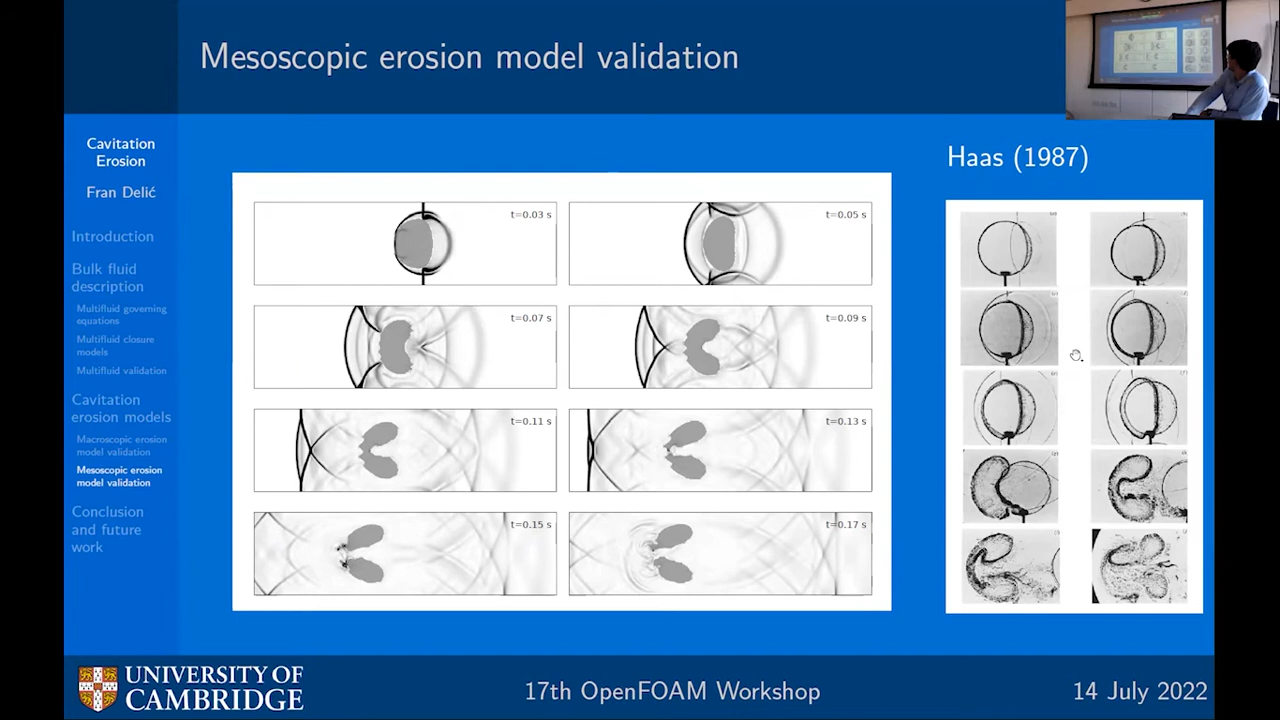 Mesoscopic erosion model validation
Cavitation
Erosion
Fran Delić
Introduction
Bulk fluid
description
Multifluid governing
equations
Multifluid closure
models
Multifluid validation
Cavitation
erosion models
Macroscopic erosion
model validation
Mesoscopic erosion
model validation
Conclusion
and future
work
t=0.03 s
t=0.05 s
t=0.07 s
t=0.09 s
t=0.11 s
t=0.13 s
t=0.15 s
t=0.17 s
Haas (1987)
UNIVERSITY OF
CAMBRIDGE
17th OpenFOAM Workshop
14 July 2022